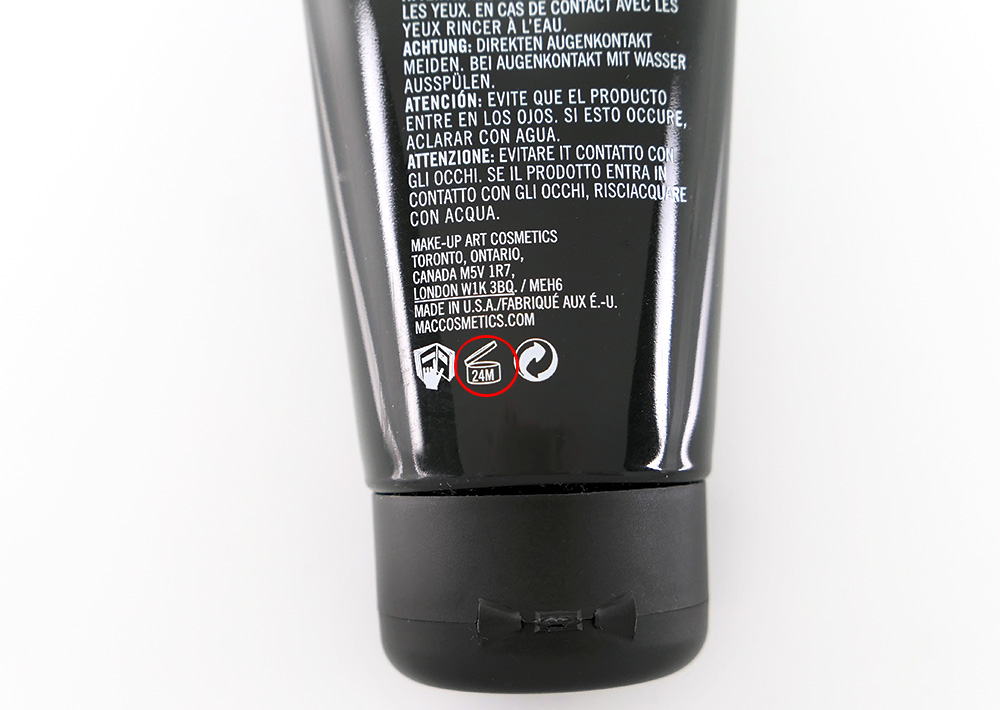 LES YEUX. EN CAS DE CONTACT AVEC LES
YEUX RINCER À L'EAU.
ACHTUNG: DIREKTEN AUGENKONTAKT
MEIDEN. BEI AUGENKONTAKT MIT WASSER
AUSSPÜLEN.
ATENCIÓN: EVITE QUE EL PRODUCTO
ENTRE EN LOS OJOS. SI ESTO OCCURE,
ACLARAR CON AGUA.
ATTENZIONE: EVITARE IT CONTATTO CON
GLI OCCHI. SE IL PRODOTTO ENTRA IN
CONTATTO CON GLI OCCHI, RISCIACQUARE
CON ACQUA.
MAKE-UP ART COSMETICS
TORONTO, ONTARIO,
CANADA M5V 1R7,
LONDON W1K 3BQ. / MEH6
MADE IN U.S.A./FABRIQUÉ AUX É.-U.
MACCOSMETICS.COM
24M